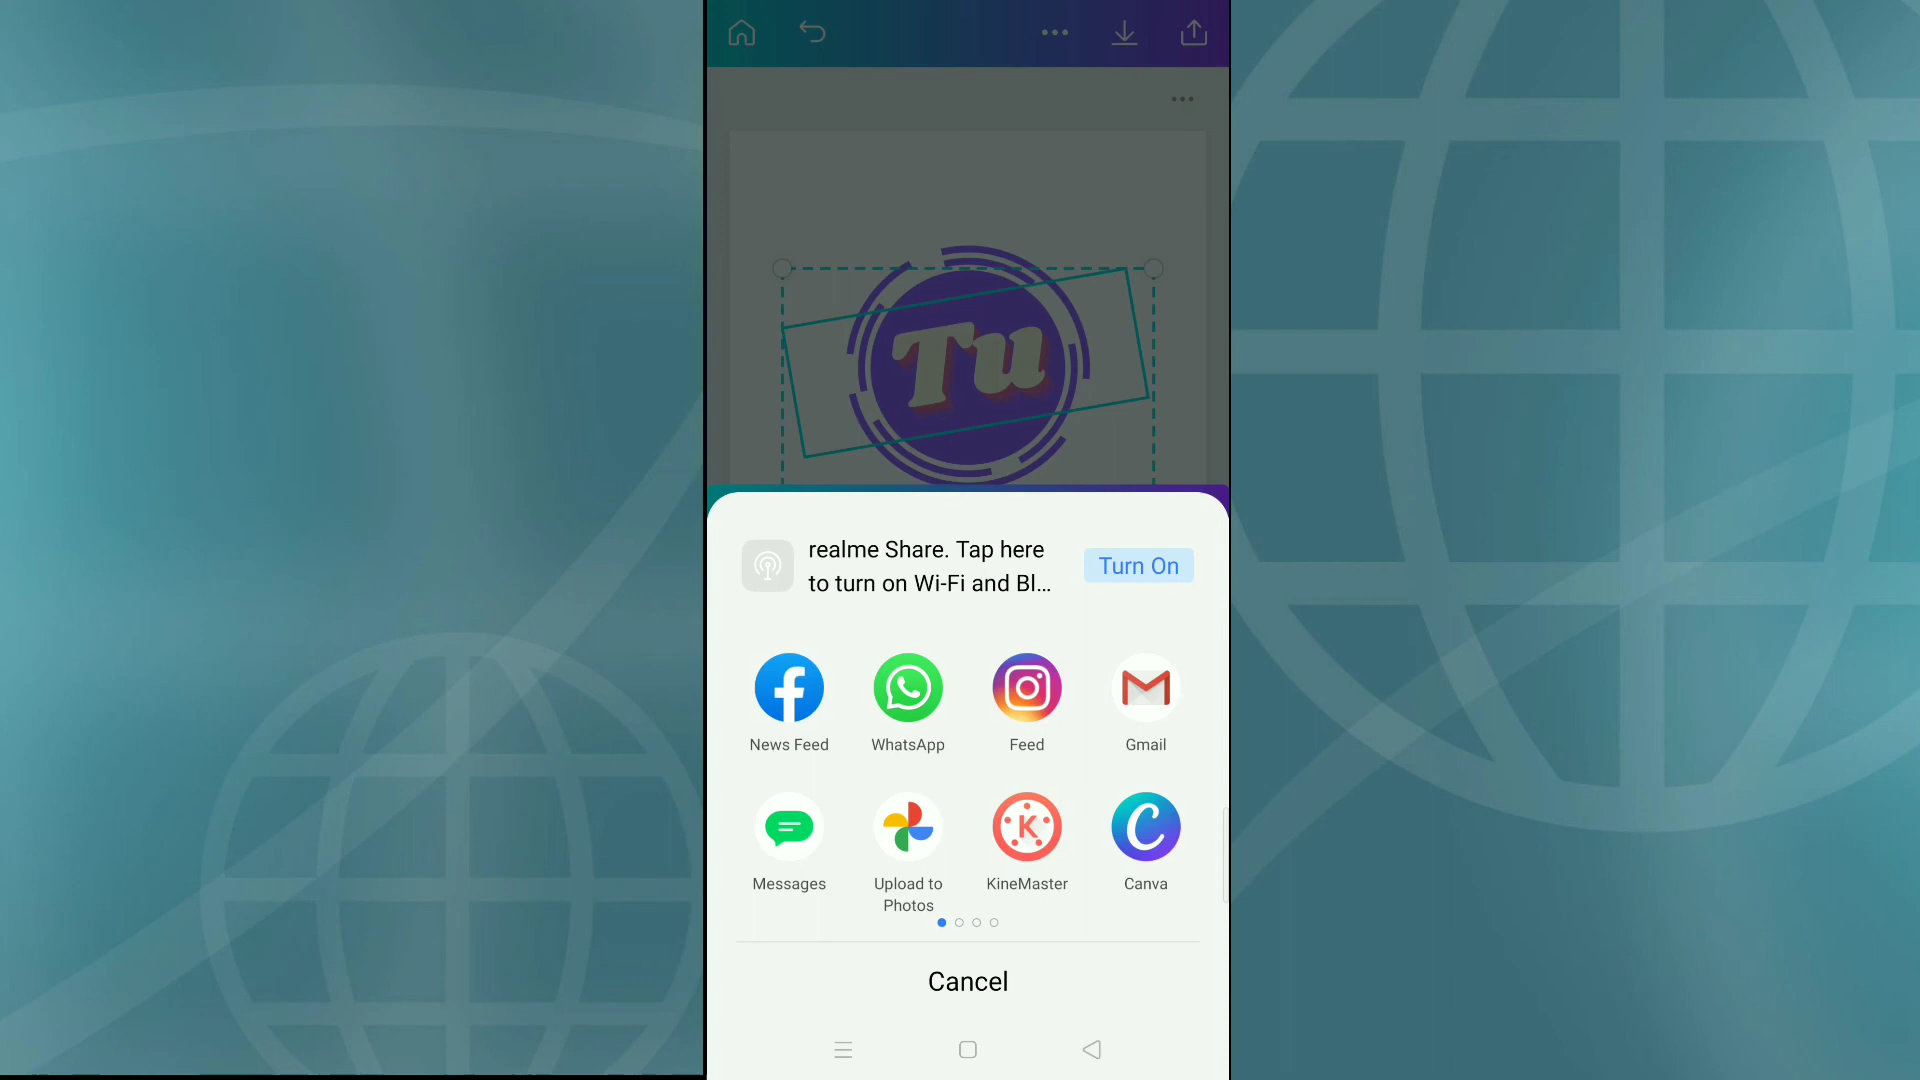 Tu
realme Share. Tap here
to turn on Wi-Fi and Bl...
Turn On
News Feed
WhatsApp
Feed
Gmail
Messages
Upload to
Photos
KineMaster
Canva
Cancel